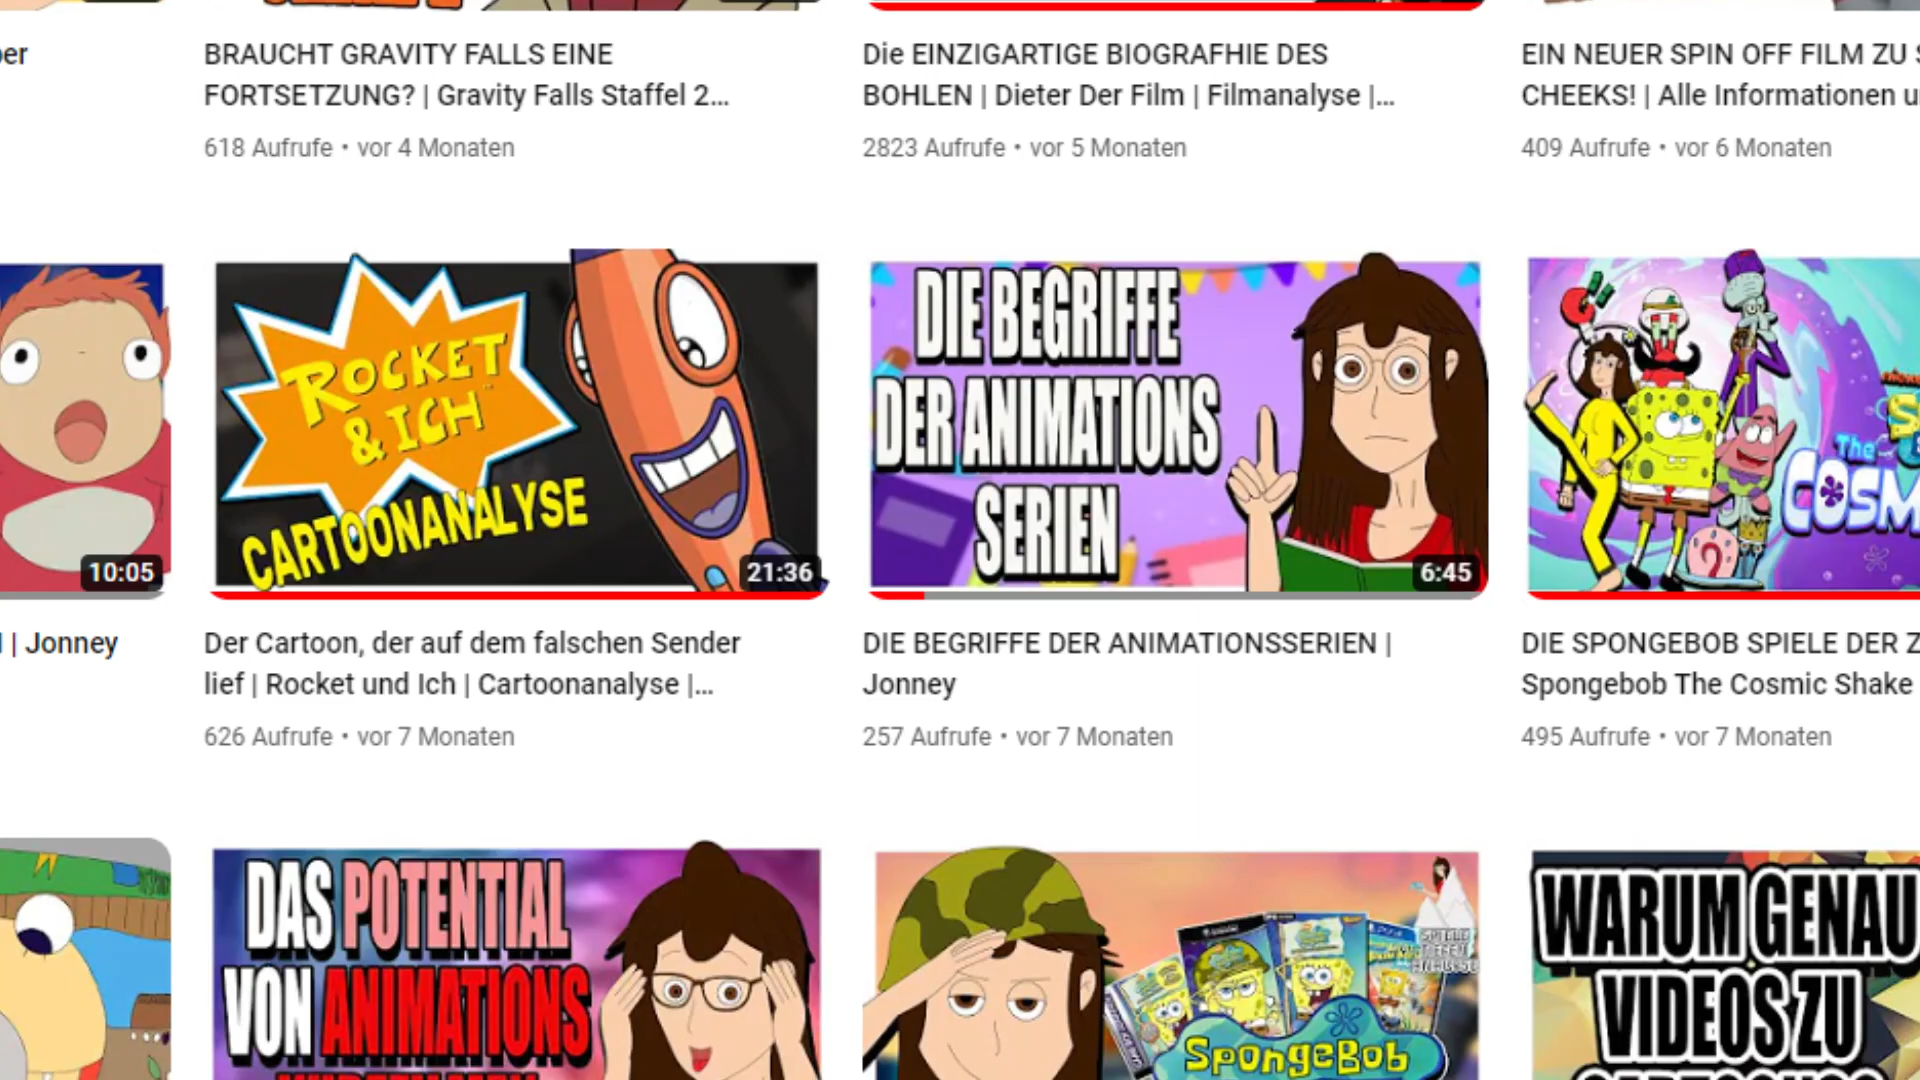 ber
BRAUCHT GRAVITY FALLS EINE
FORTSETZUNG? | Gravity Falls Staffel 2...
618 Aufrufe • vor 4 Monaten
Die EINZIGARTIGE BIOGRAFHIE DES
BOHLEN | Dieter Der Film | Filmanalyse |...
2823 Aufrufe • vor 5 Monaten
EIN NEUER SPIN OFF FILM ZU S
CHEEKS! | Alle Informationen u
409 Aufrufe • vor 6 Monaten
10:05
| Jonney
ROCKET
& ICH
CARTOONANALYSE
21:36
Der Cartoon, der auf dem falschen Sender
lief | Rocket und Ich | Cartoonanalyse |...
626 Aufrufe • vor 7 Monaten
DIE BEGRIFFE
DER ANIMATIONS
SERIEN
6:45
DIE BEGRIFFE DER ANIMATIONSSERIEN |
Jonney
257 Aufrufe • vor 7 Monaten
The
COSM
DIE SPONGEBOB SPIELE DER Z
Spongebob The Cosmic Shake
495 Aufrufe • vor 7 Monaten
DAS POTENTIAL
VON ANIMATIONS
SPONGEBOB
WARUM GENAU
VIDEOS ZU